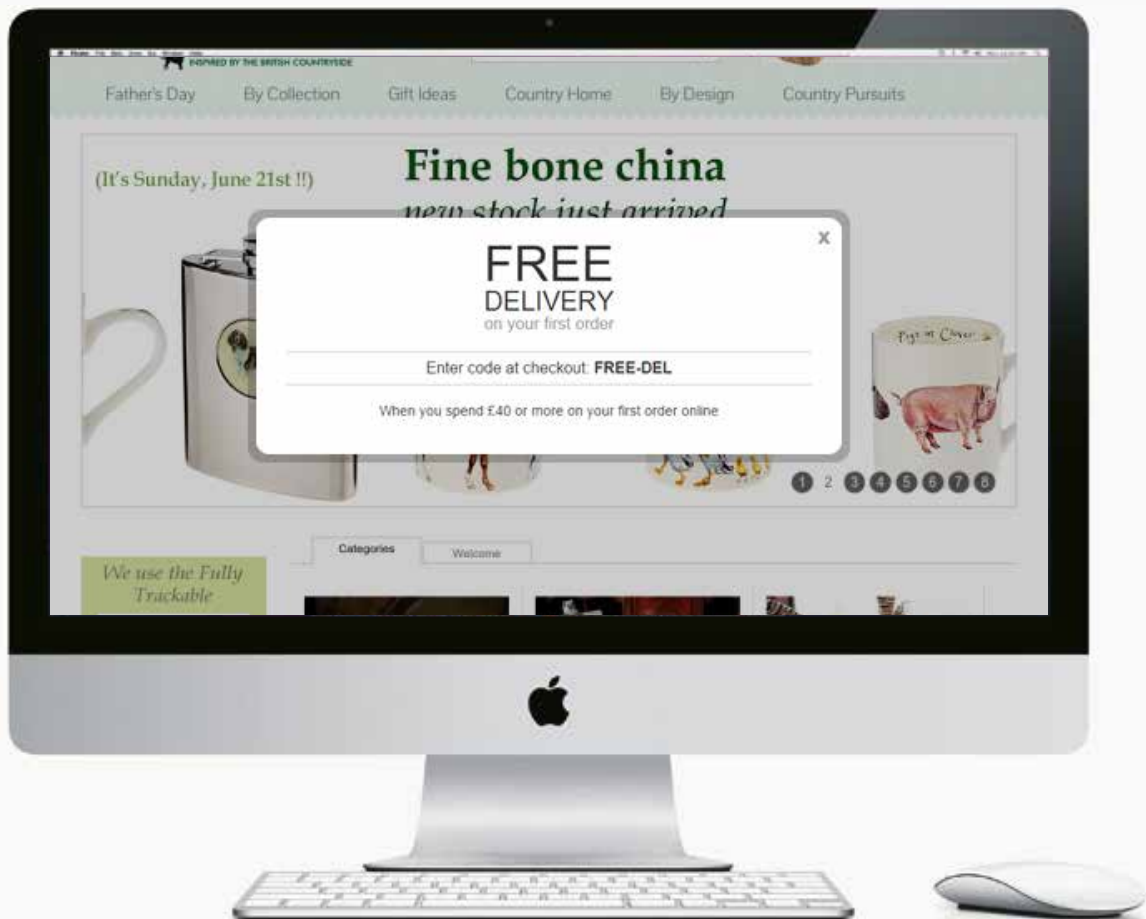 INSPIRED BY THE BRITISH COUNTRYSIDE
Father's Day By Collection Gift Ideas Country Home By Design Country Pursuits
(It's Sunday, June 21st !!)
Fine bone china
new stock just arrived
x
FREE
DELIVERY
on your first order
Enter code at checkout: FREE-DEL
When you spend £40 or more on your first order online
Pigs in Clover
1 2 3 4 5 6 7 8
Categories Welcome
We use the Fully
Trackable